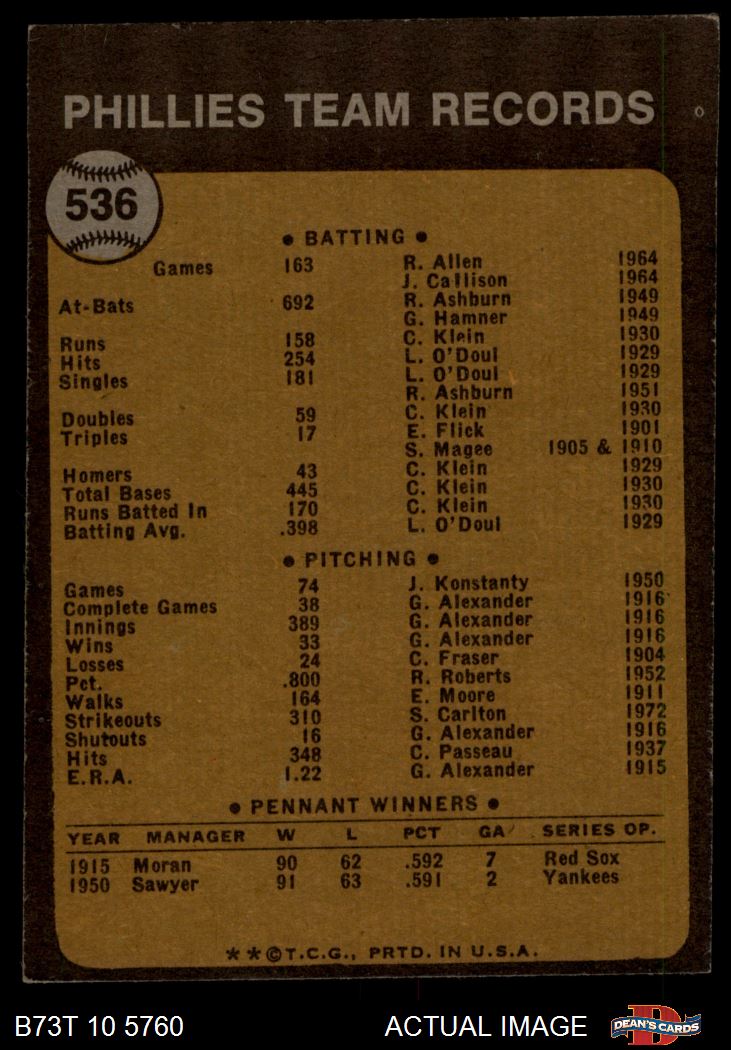 PHILLIES TEAM RECORDS
536
● BATTING ●
Games 163 R. Allen 1964
J. Callison 1964
At-Bats 692 R. Ashburn 1949
G. Hamner 1949
Runs 158 C. Klein 1930
Hits 254 L. O'Doul 1929
Singles 181 L. O'Doul 1929
R. Ashburn 1951
Doubles 59 C. Klein 1930
Triples 17 E. Flick 1901
S. Magee 1905 & 1910
Homers 43 C. Klein 1929
Total Bases 445 C. Klein 1930
Runs Batted In 170 C. Klein 1930
Batting Avg. .398 L. O'Doul 1929
● PITCHING ●
Games 74 J. Konstanty 1950
Complete Games 38 G. Alexander 1916
Innings 389 G. Alexander 1916
Wins 33 G. Alexander 1916
Losses 24 C. Fraser 1904
Pct. .800 R. Roberts 1952
Walks 164 E. Moore 1911
Strikeouts 310 S. Carlton 1972
Shutouts 16 G. Alexander 1916
Hits 348 C. Passeau 1937
E.R.A. 1.22 G. Alexander 1915
● PENNANT WINNERS ●
YEAR MANAGER W L PCT GA SERIES OP.
1915 Moran 90 62 .592 7 Red Sox
1950 Sawyer 91 63 .591 2 Yankees
**©T.C.G., PRTD. IN U.S.A.
B73T 10 5760 ACTUAL IMAGE D DEAN'S CARDS